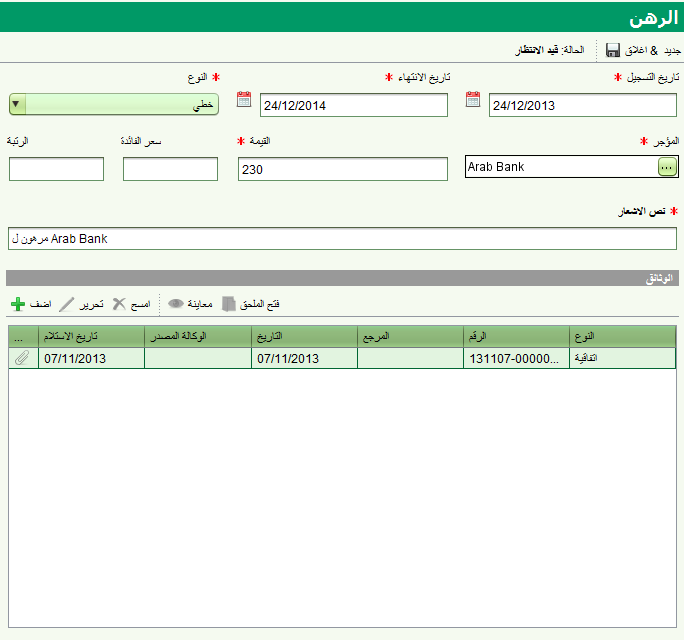 الرهن
جديد & اغلاق الحالة: قيد الانتظار
تاريخ التسجيل * تاريخ الانتهاء * النوع *
24/12/2013 24/12/2014 خطي
المؤجر * القيمة * سعر الفائدة الرتبة
Arab Bank ... 230
نص الاشعار *
مرهون ل Arab Bank
الوثائق
اضف تحرير امسح معاينة فتح الملحق
النوع الرقم المرجع التاريخ الوكالة المصدر تاريخ الاستلام ...
اتفاقية 131107-00000... 07/11/2013 07/11/2013